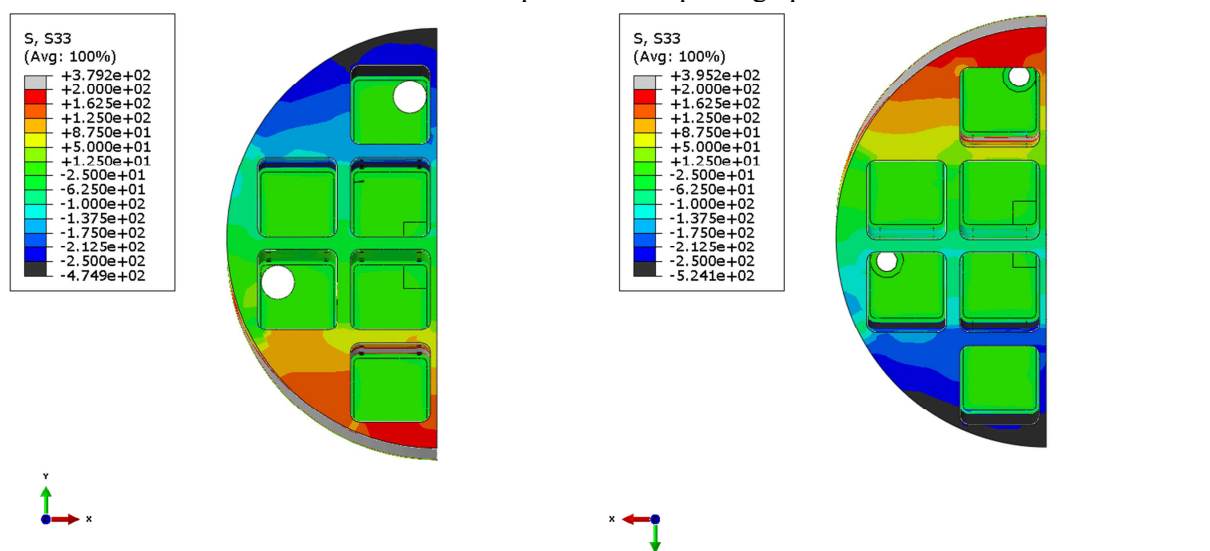 S, S33
(Avg: 100%)
+3.792e+02
+2.000e+02
+1.625e+02
+1.250e+02
+8.750e+01
+5.000e+01
+1.250e+01
-2.500e+01
-6.250e+01
-1.000e+02
-1.375e+02
-1.750e+02
-2.125e+02
-2.500e+02
-4.749e+02
Y
X
S, S33
(Avg: 100%)
+3.952e+02
+2.000e+02
+1.625e+02
+1.250e+02
+8.750e+01
+5.000e+01
+1.250e+01
-2.500e+01
-6.250e+01
-1.000e+02
-1.375e+02
-1.750e+02
-2.125e+02
-2.500e+02
-5.241e+02
X